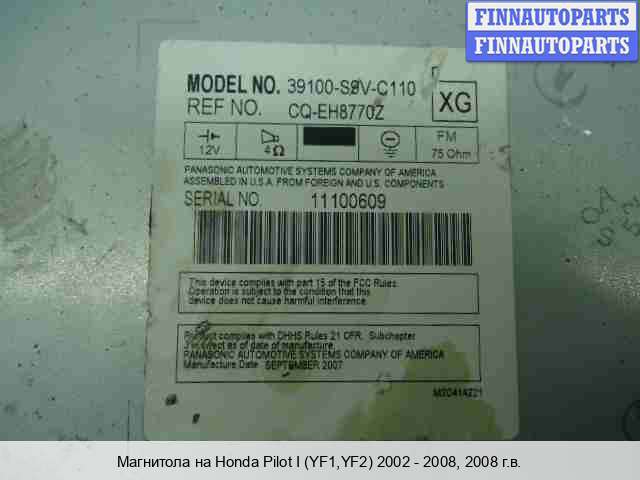 FINNAUTOPARTS
FINNAUTOPARTS
MODEL NO. 39100-S9V-C110
REF NO. CQ-EH8770Z
XG
12V 4Ω FM 75 Ohm
PANASONIC AUTOMOTIVE SYSTEMS COMPANY OF AMERICA
ASSEMBLED IN U.S.A. FROM FOREIGN AND U.S. COMPONENTS
SERIAL NO. 11100609
This device complies with part 15 of the FCC Rules.
Operation is subject to the condition that this
device does not cause harmful interference.
Product complies with DHHS Rules 21 CFR, Subchapter
J in effect as of date of manufacture.
PANASONIC AUTOMOTIVE SYSTEMS COMPANY OF AMERICA
Manufacture Date SEPTEMBER 2007
Магнитола на Honda Pilot I (YF1,YF2) 2002 - 2008, 2008 г.в.